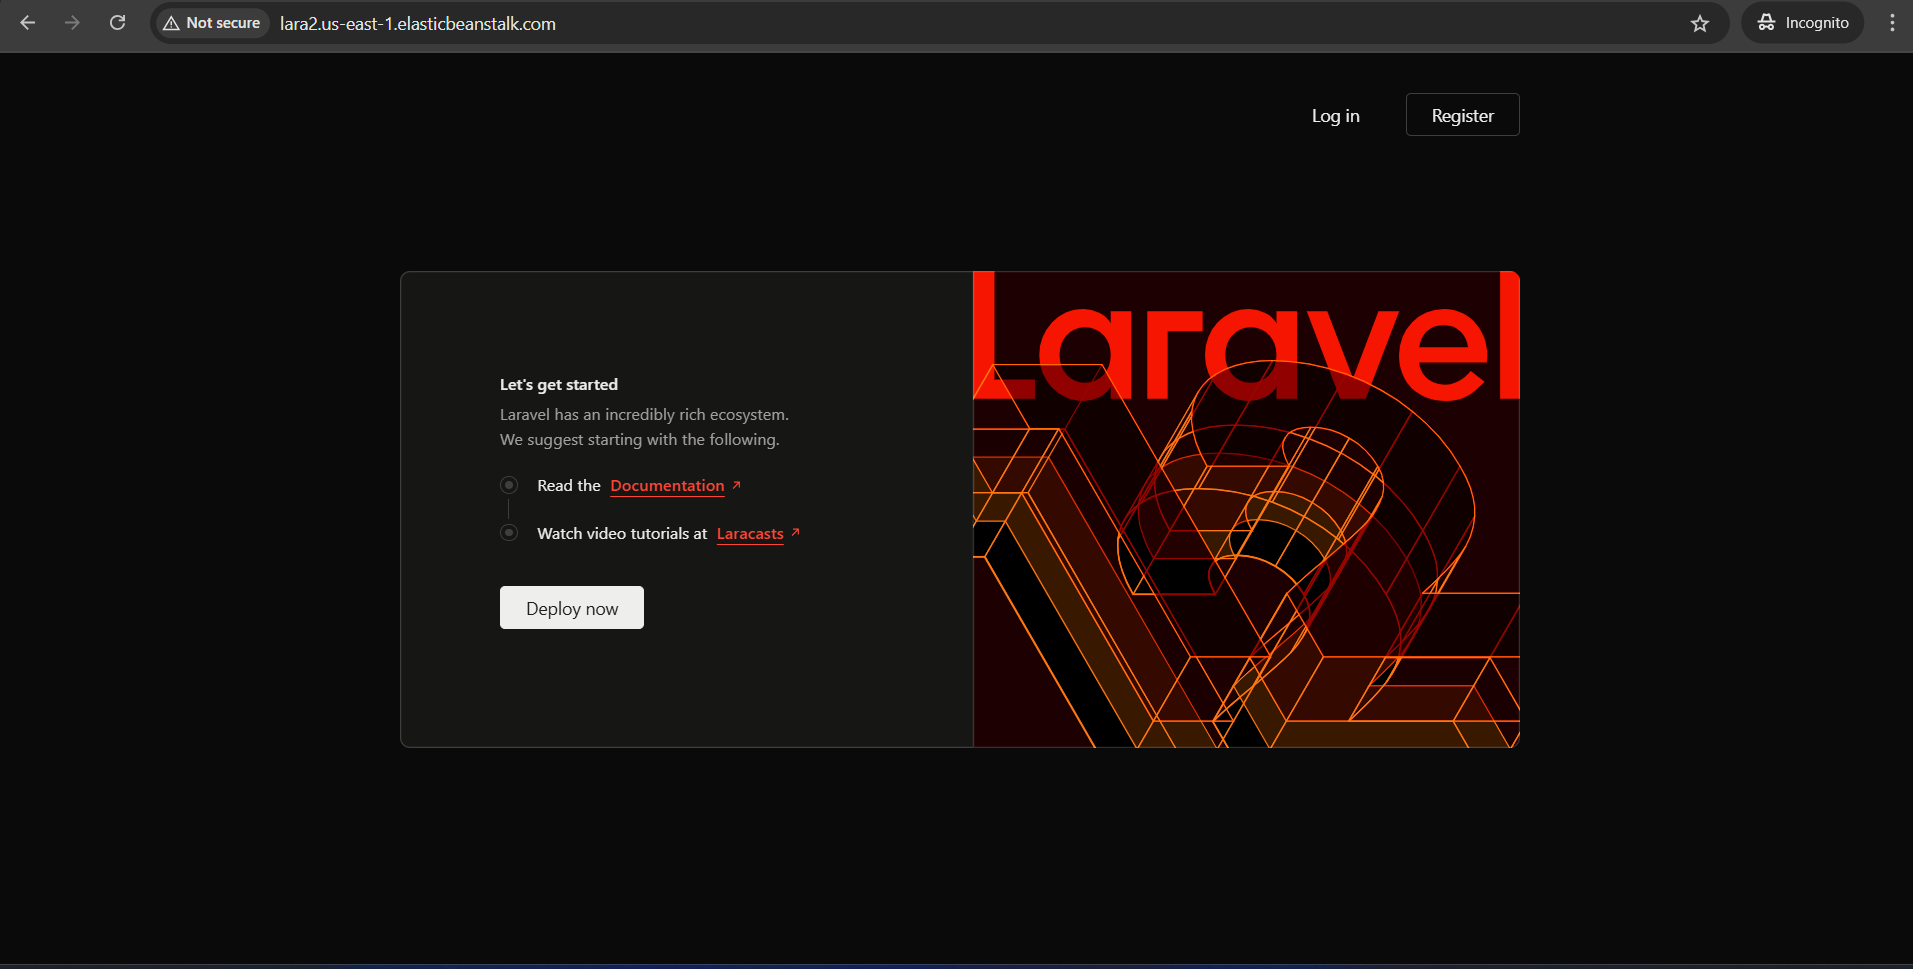 Not secure
lara2.us-east-1.elasticbeanstalk.com
Incognito
Log in
Register
Let's get started
Laravel has an incredibly rich ecosystem.
We suggest starting with the following.
Read the Documentation
Watch video tutorials at Laracasts
Deploy now
Laravel